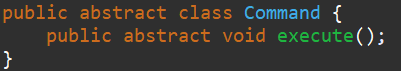 public abstract class Command {
    public abstract void execute();
}